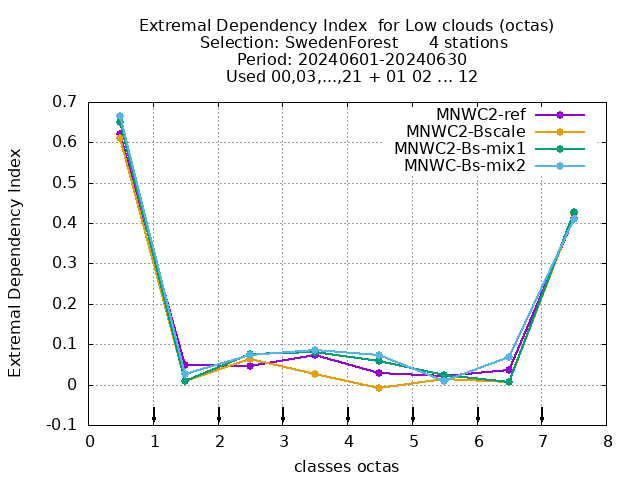 Extremal Dependency Index  for Low clouds (octas)
Selection: SwedenForest      4 stations
Period: 20240601-20240630
Used 00,03,...,21 + 01 02 ... 12
MNWC2-ref
MNWC2-Bscale
MNWC2-Bs-mix1
MNWC-Bs-mix2
Extremal Dependency Index
0.7
0.6
0.5
0.4
0.3
0.2
0.1
0
-0.1
0 1 2 3 4 5 6 7 8
classes octas